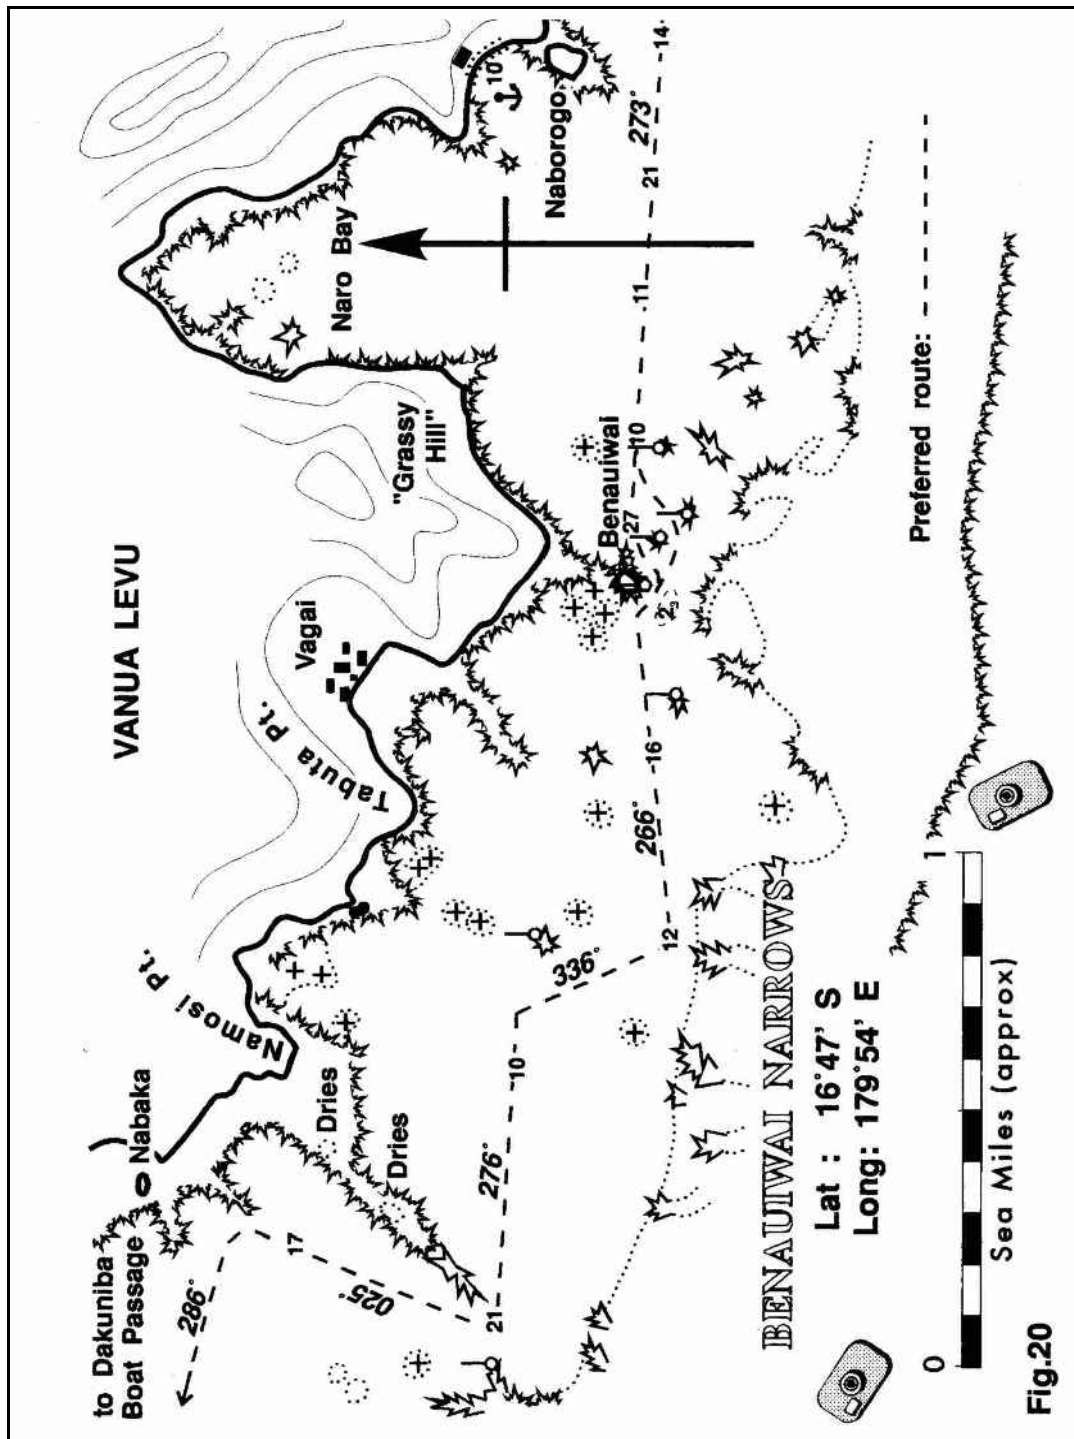 VANUA LEVU
to Dakuniba
Boat Passage
Nabaka
286°
Namosi Pt.
Tabuta Pt.
Vagai
"Grassy
Hill"
Naro Bay
10
Naborogo
Dries
Dries
17
025°
21
276°
10
336°
12
266°
16
2
27
Benauiwai
10
11
21
273°
14
BENAUIWAI NARROWS
Lat : 16°47' S
Long: 179°54' E
Preferred route:
0
1
Sea Miles (approx)
Fig.20